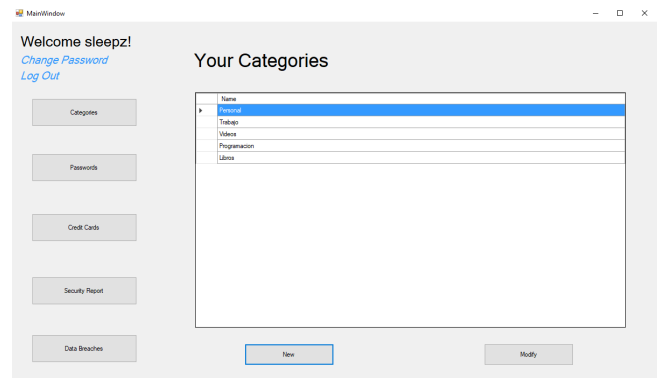 MainWindow
Welcome sleepz!
Change Password
Log Out
Your Categories
Categories
Passwords
Credit Cards
Security Report
Data Breaches
Name
Personal
Trabajo
Videos
Programacion
Libros
New
Modify